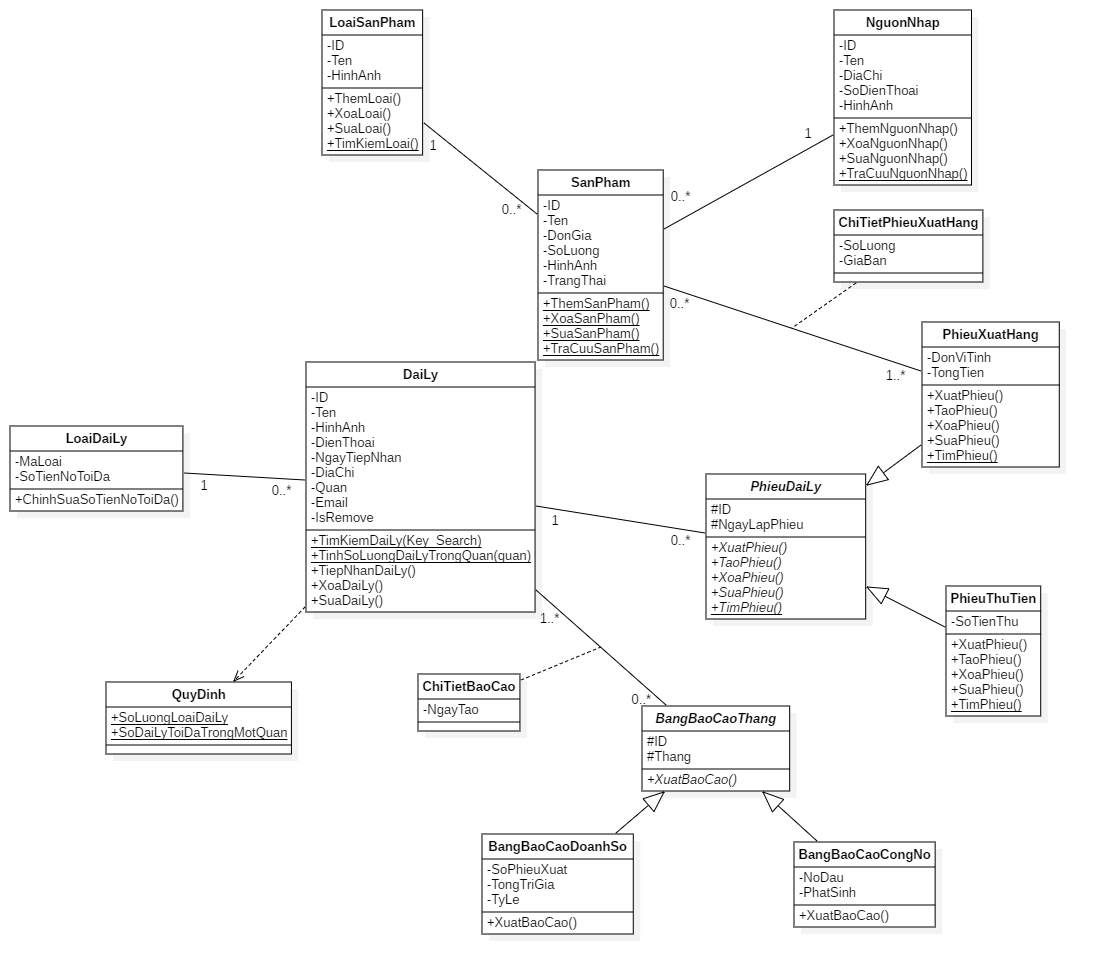 LoaiSanPham
-ID
-Ten
-HinhAnh
+ThemLoai()
+XoaLoai()
+SuaLoai()
+TimKiemLoai()
1
0..*
NguonNhap
-ID
-Ten
-DiaChi
-SoDienThoai
-HinhAnh
+ThemNguonNhap()
+XoaNguonNhap()
+SuaNguonNhap()
+TraCuuNguonNhap()
1
0..*
SanPham
-ID
-Ten
-DonGia
-SoLuong
-HinhAnh
-TrangThai
+ThemSanPham()
+XoaSanPham()
+SuaSanPham()
+TraCuuSanPham()
ChiTietPhieuXuatHang
-SoLuong
-GiaBan
0..*
1..*
PhieuXuatHang
-DonViTinh
-TongTien
+XuatPhieu()
+TaoPhieu()
+XoaPhieu()
+SuaPhieu()
+TimPhieu()
DaiLy
-ID
-Ten
-HinhAnh
-DienThoai
-NgayTiepNhan
-DiaChi
-Quan
-Email
-IsRemove
+TimKiemDaiLy(Key_Search)
+TinhSoLuongDaiLyTrongQuan(quan)
+TiepNhanDaiLy()
+XoaDaiLy()
+SuaDaiLy()
LoaiDaiLy
-MaLoai
-SoTienNoToiDa
+ChinhSuaSoTienNoToiDa()
1
0..*
1
0..*
PhieuDaiLy
#ID
#NgayLapPhieu
+XuatPhieu()
+TaoPhieu()
+XoaPhieu()
+SuaPhieu()
+TimPhieu()
PhieuThuTien
-SoTienThu
+XuatPhieu()
+TaoPhieu()
+XoaPhieu()
+SuaPhieu()
+TimPhieu()
QuyDinh
+SoLuongLoaiDaiLy
+SoDaiLyToiDaTrongMotQuan
1..*
0..*
ChiTietBaoCao
-NgayTao
BangBaoCaoThang
#ID
#Thang
+XuatBaoCao()
BangBaoCaoDoanhSo
-SoPhieuXuat
-TongTriGia
-TyLe
+XuatBaoCao()
BangBaoCaoCongNo
-NoDau
-PhatSinh
+XuatBaoCao()